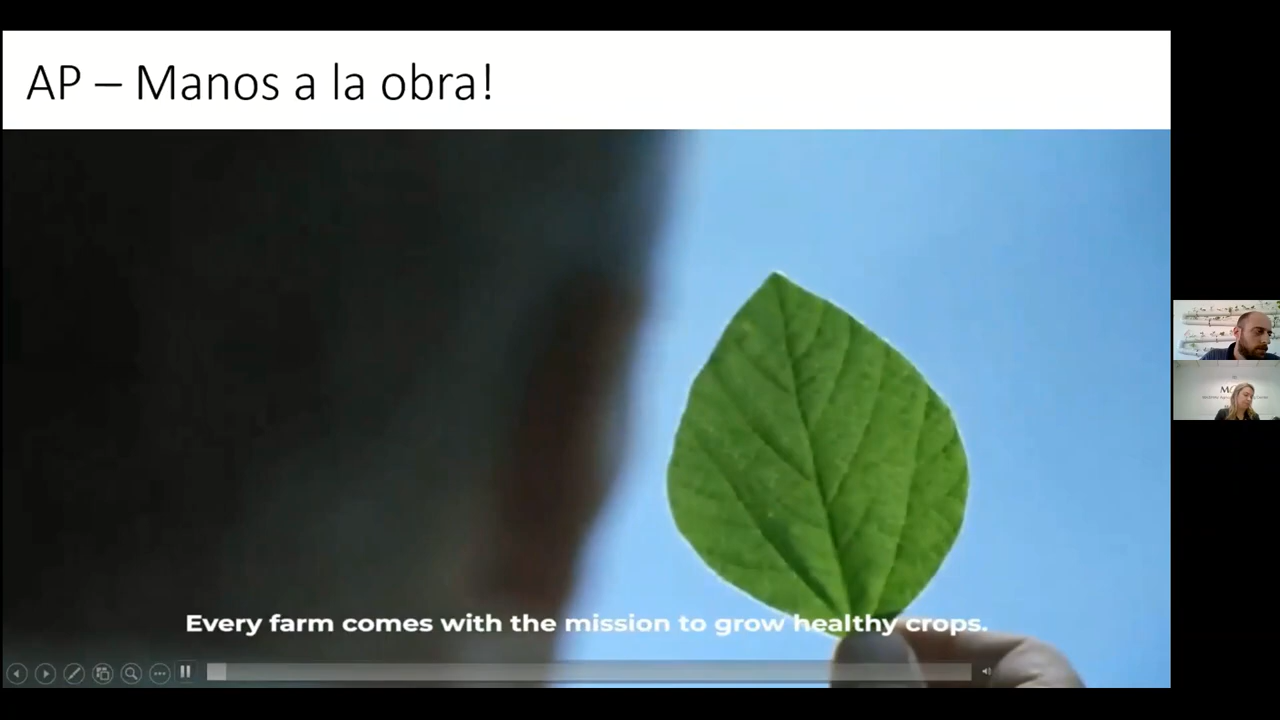 AP – Manos a la obra!
Every farm comes with the mission to grow healthy crops.